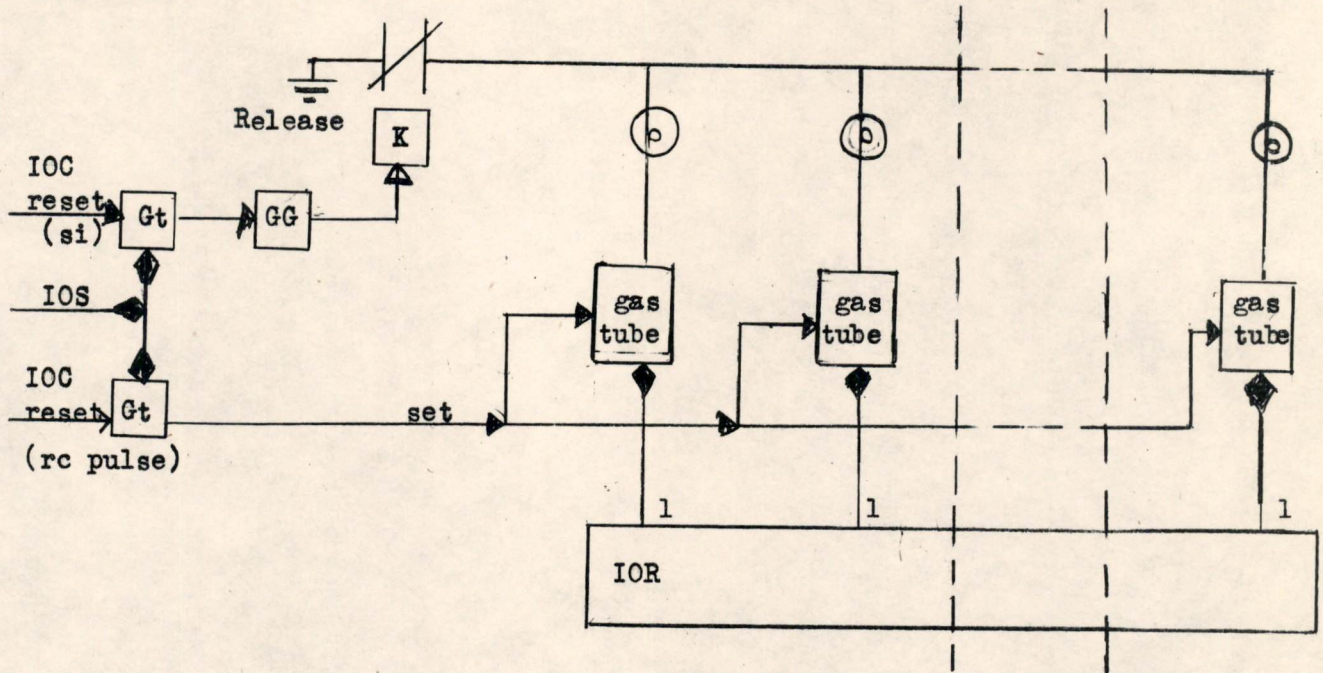 Release
K
IOC
reset
(si)
Gt
GG
IOS
IOC
reset
Gt
(rc pulse)
set
gas
tube
gas
tube
gas
tube
1
1
1
IOR